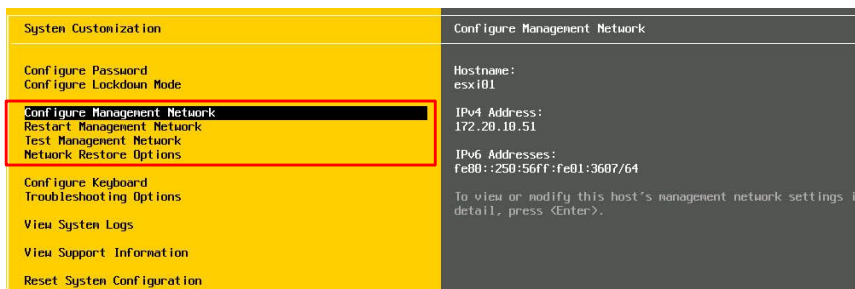 System Customization
Configure Password
Configure Lockdown Mode
Configure Management Network
Restart Management Network
Test Management Network
Network Restore Options
Configure Keyboard
Troubleshooting Options
View System Logs
View Support Information
Reset System Configuration
Configure Management Network
Hostname:
esxi01
IPv4 Address:
172.20.10.51
IPv6 Addresses:
fe80::250:56ff:fe01:3607/64
To view or modify this host's management network settings i
detail, press <Enter>.